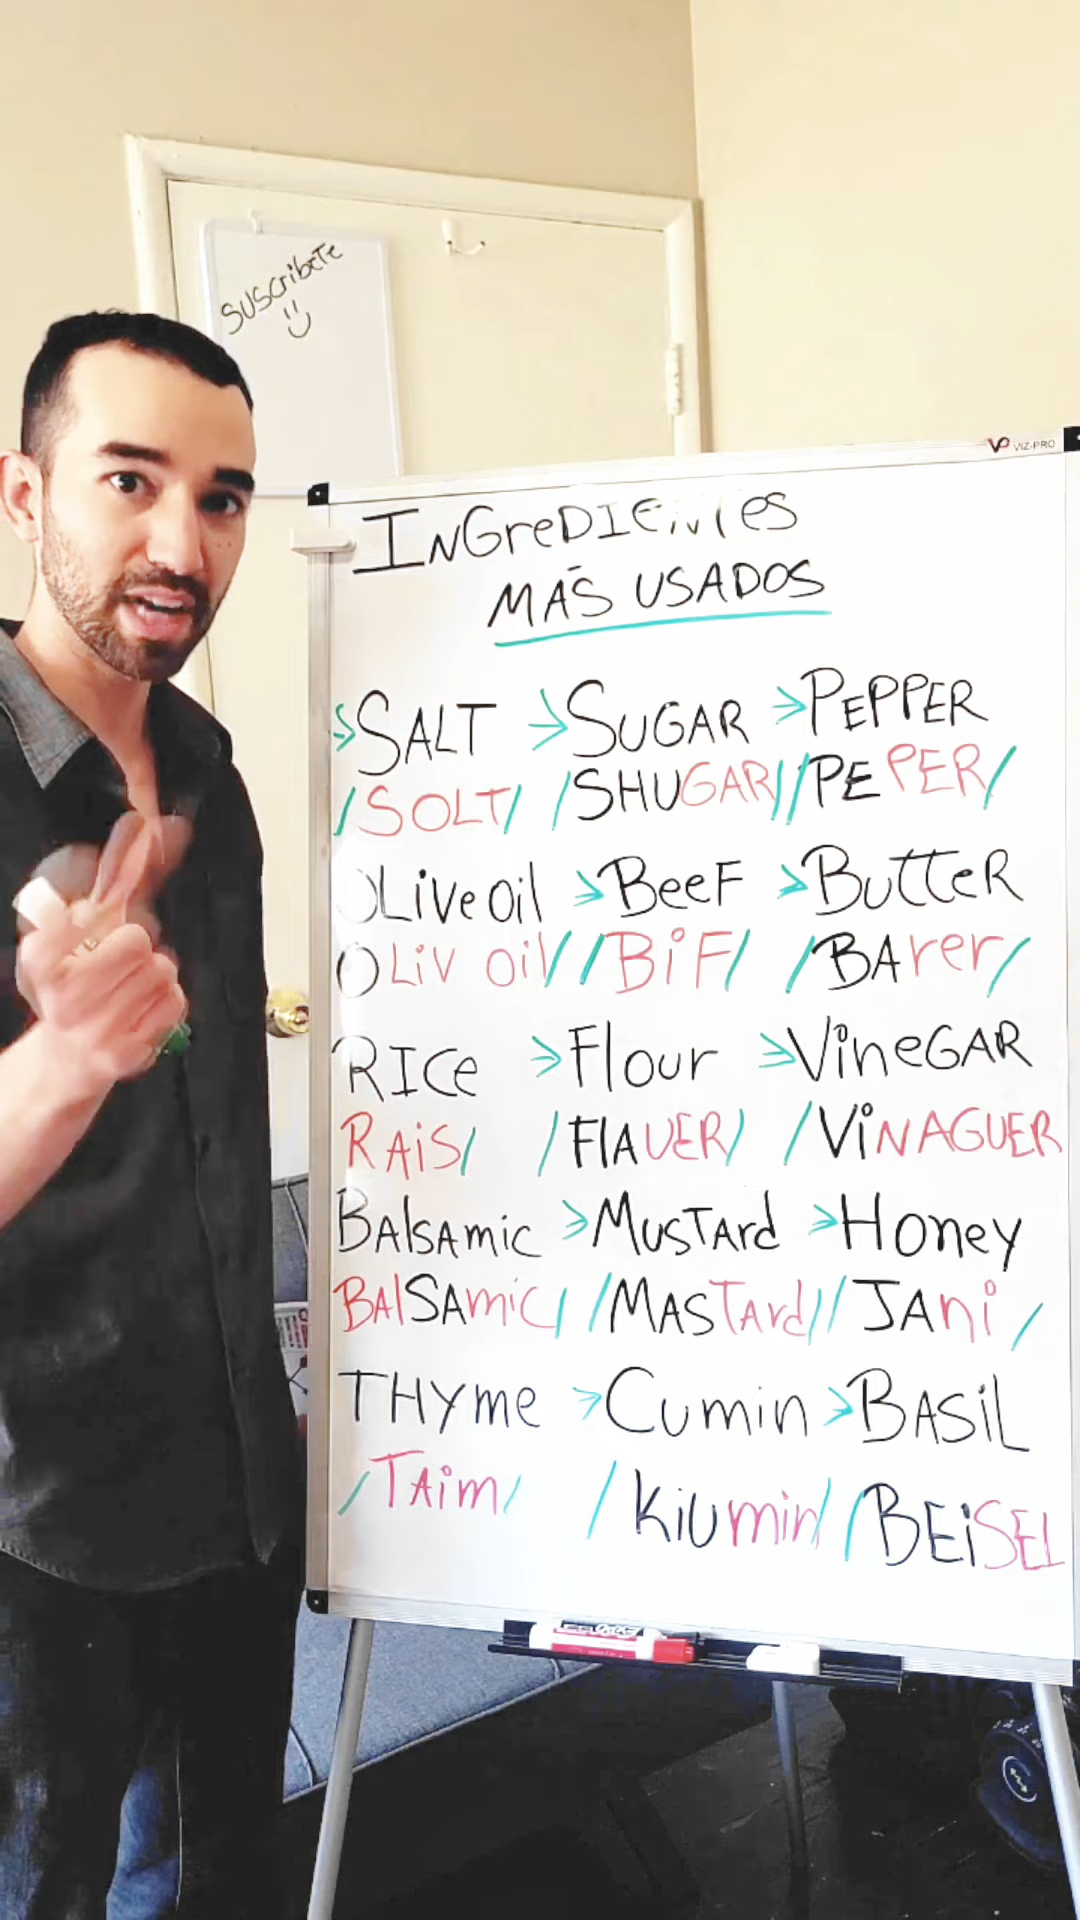 Suscribete
VIZ-PRO
INGreDIENTes
MÁS USADOS
SALT SUGAR PEPPER
/SOLT/ /SHUGAR/ /PEPER/
OLive oil BeeF BuTTeR
OLiv oil/ /BiF/ /BArer/
RICe Flour VineGAR
RAiS/ /FlAUER/ /ViNAGUER
BAlsAmic MusTArd Honey
BAlSAmic/ /MASTArd/ /JAni/
THyme Cumin BASiL
/TAim/ /Kiumin/ /BEiSEL